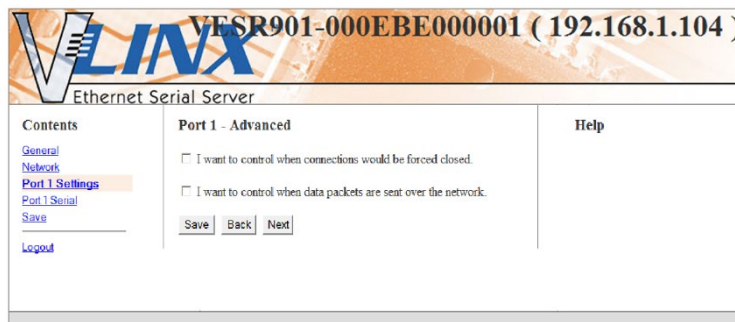 VLINX
VESR901-000EBE000001 ( 192.168.1.104 )
Ethernet Serial Server
Contents
General
Network
Port 1 Settings
Port 1 Serial
Save
Logout
Port 1 - Advanced
I want to control when connections would be forced closed.
I want to control when data packets are sent over the network.
Save Back Next
Help